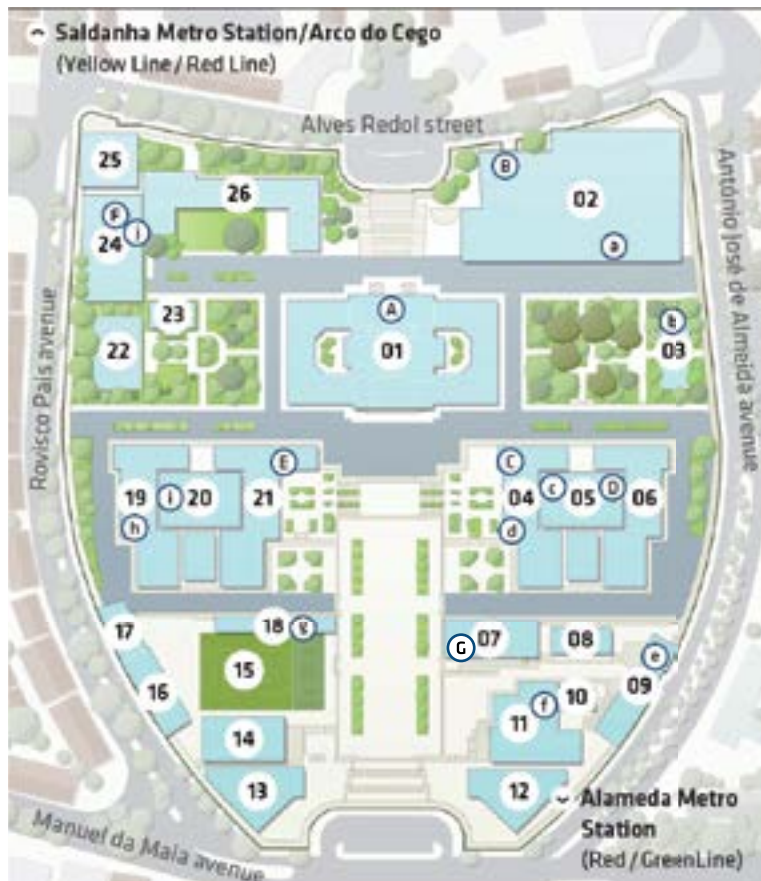 Saldanha Metro Station/Arco do Cego
(Yellow Line / Red Line)
Alves Redol street
António José de Almeida avenue
Rovisco Pais avenue
25
26
B
02
F
i
24
a
23
A
22
01
t
03
E
C
19
i
20
21
04
c
05
D
06
h
d
17
18
g
G
07
08
e
15
16
09
10
f
11
14
13
12
Alameda Metro
Station
(Red / GreenLine)
Manuel da Maia avenue